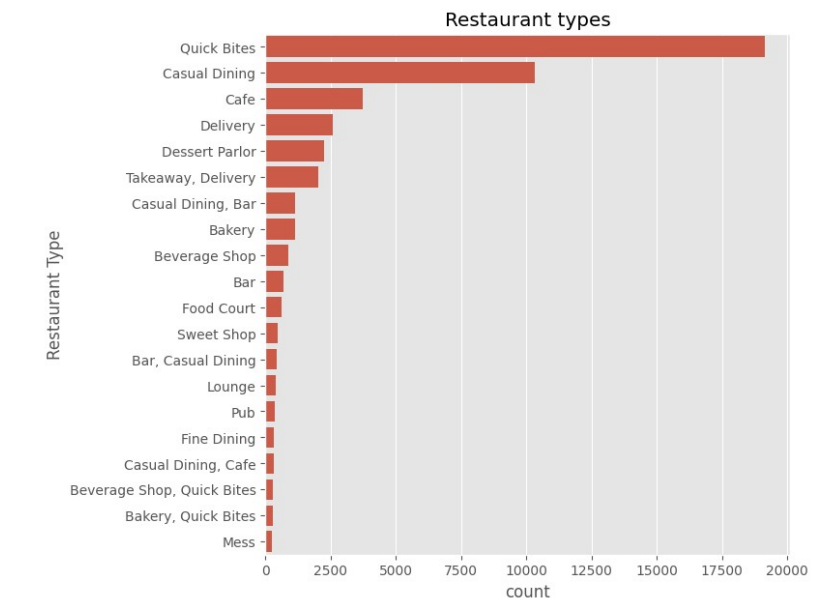 Restaurant types
Restaurant Type
Quick Bites
Casual Dining
Cafe
Delivery
Dessert Parlor
Takeaway, Delivery
Casual Dining, Bar
Bakery
Beverage Shop
Bar
Food Court
Sweet Shop
Bar, Casual Dining
Lounge
Pub
Fine Dining
Casual Dining, Cafe
Beverage Shop, Quick Bites
Bakery, Quick Bites
Mess
0 2500 5000 7500 10000 12500 15000 17500 20000
count